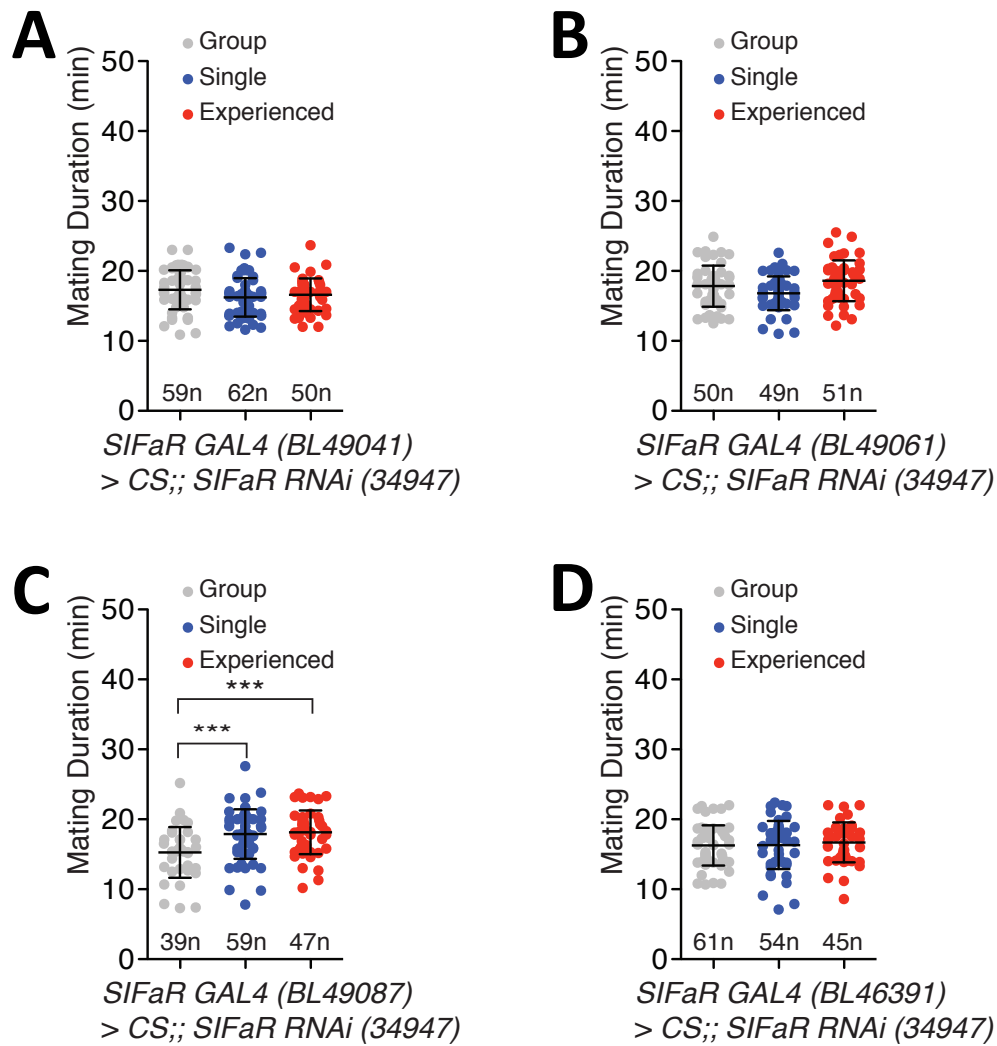 A
Group
Single
Experienced
Mating Duration (min)
50
40
30
20
10
0
59n 62n 50n
SIFaR GAL4 (BL49041)
> CS;; SIFaR RNAi (34947)
B
Group
Single
Experienced
Mating Duration (min)
50
40
30
20
10
0
50n 49n 51n
SIFaR GAL4 (BL49061)
> CS;; SIFaR RNAi (34947)
C
Group
Single
Experienced
Mating Duration (min)
50
40
30
20
10
0
***
***
39n 59n 47n
SIFaR GAL4 (BL49087)
> CS;; SIFaR RNAi (34947)
D
Group
Single
Experienced
Mating Duration (min)
50
40
30
20
10
0
61n 54n 45n
SIFaR GAL4 (BL46391)
> CS;; SIFaR RNAi (34947)